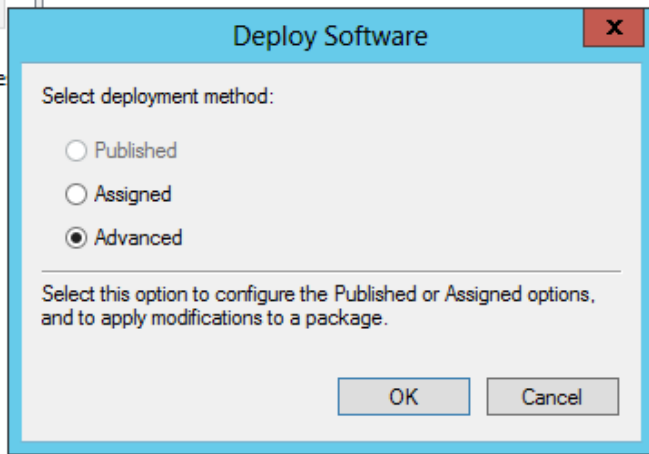 Deploy Software
x
Select deployment method:
Published
Assigned
Advanced
Select this option to configure the Published or Assigned options,
and to apply modifications to a package.
OK
Cancel